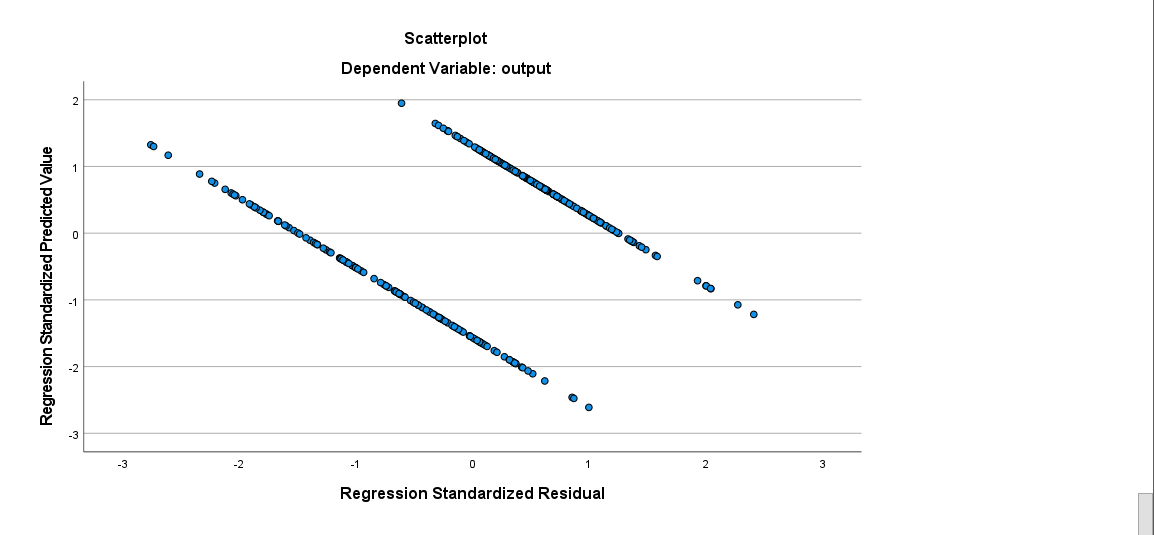 Scatterplot
Dependent Variable: output
Regression Standardized Predicted Value
2
1
0
-1
-2
-3
-3 -2 -1 0 1 2 3
Regression Standardized Residual